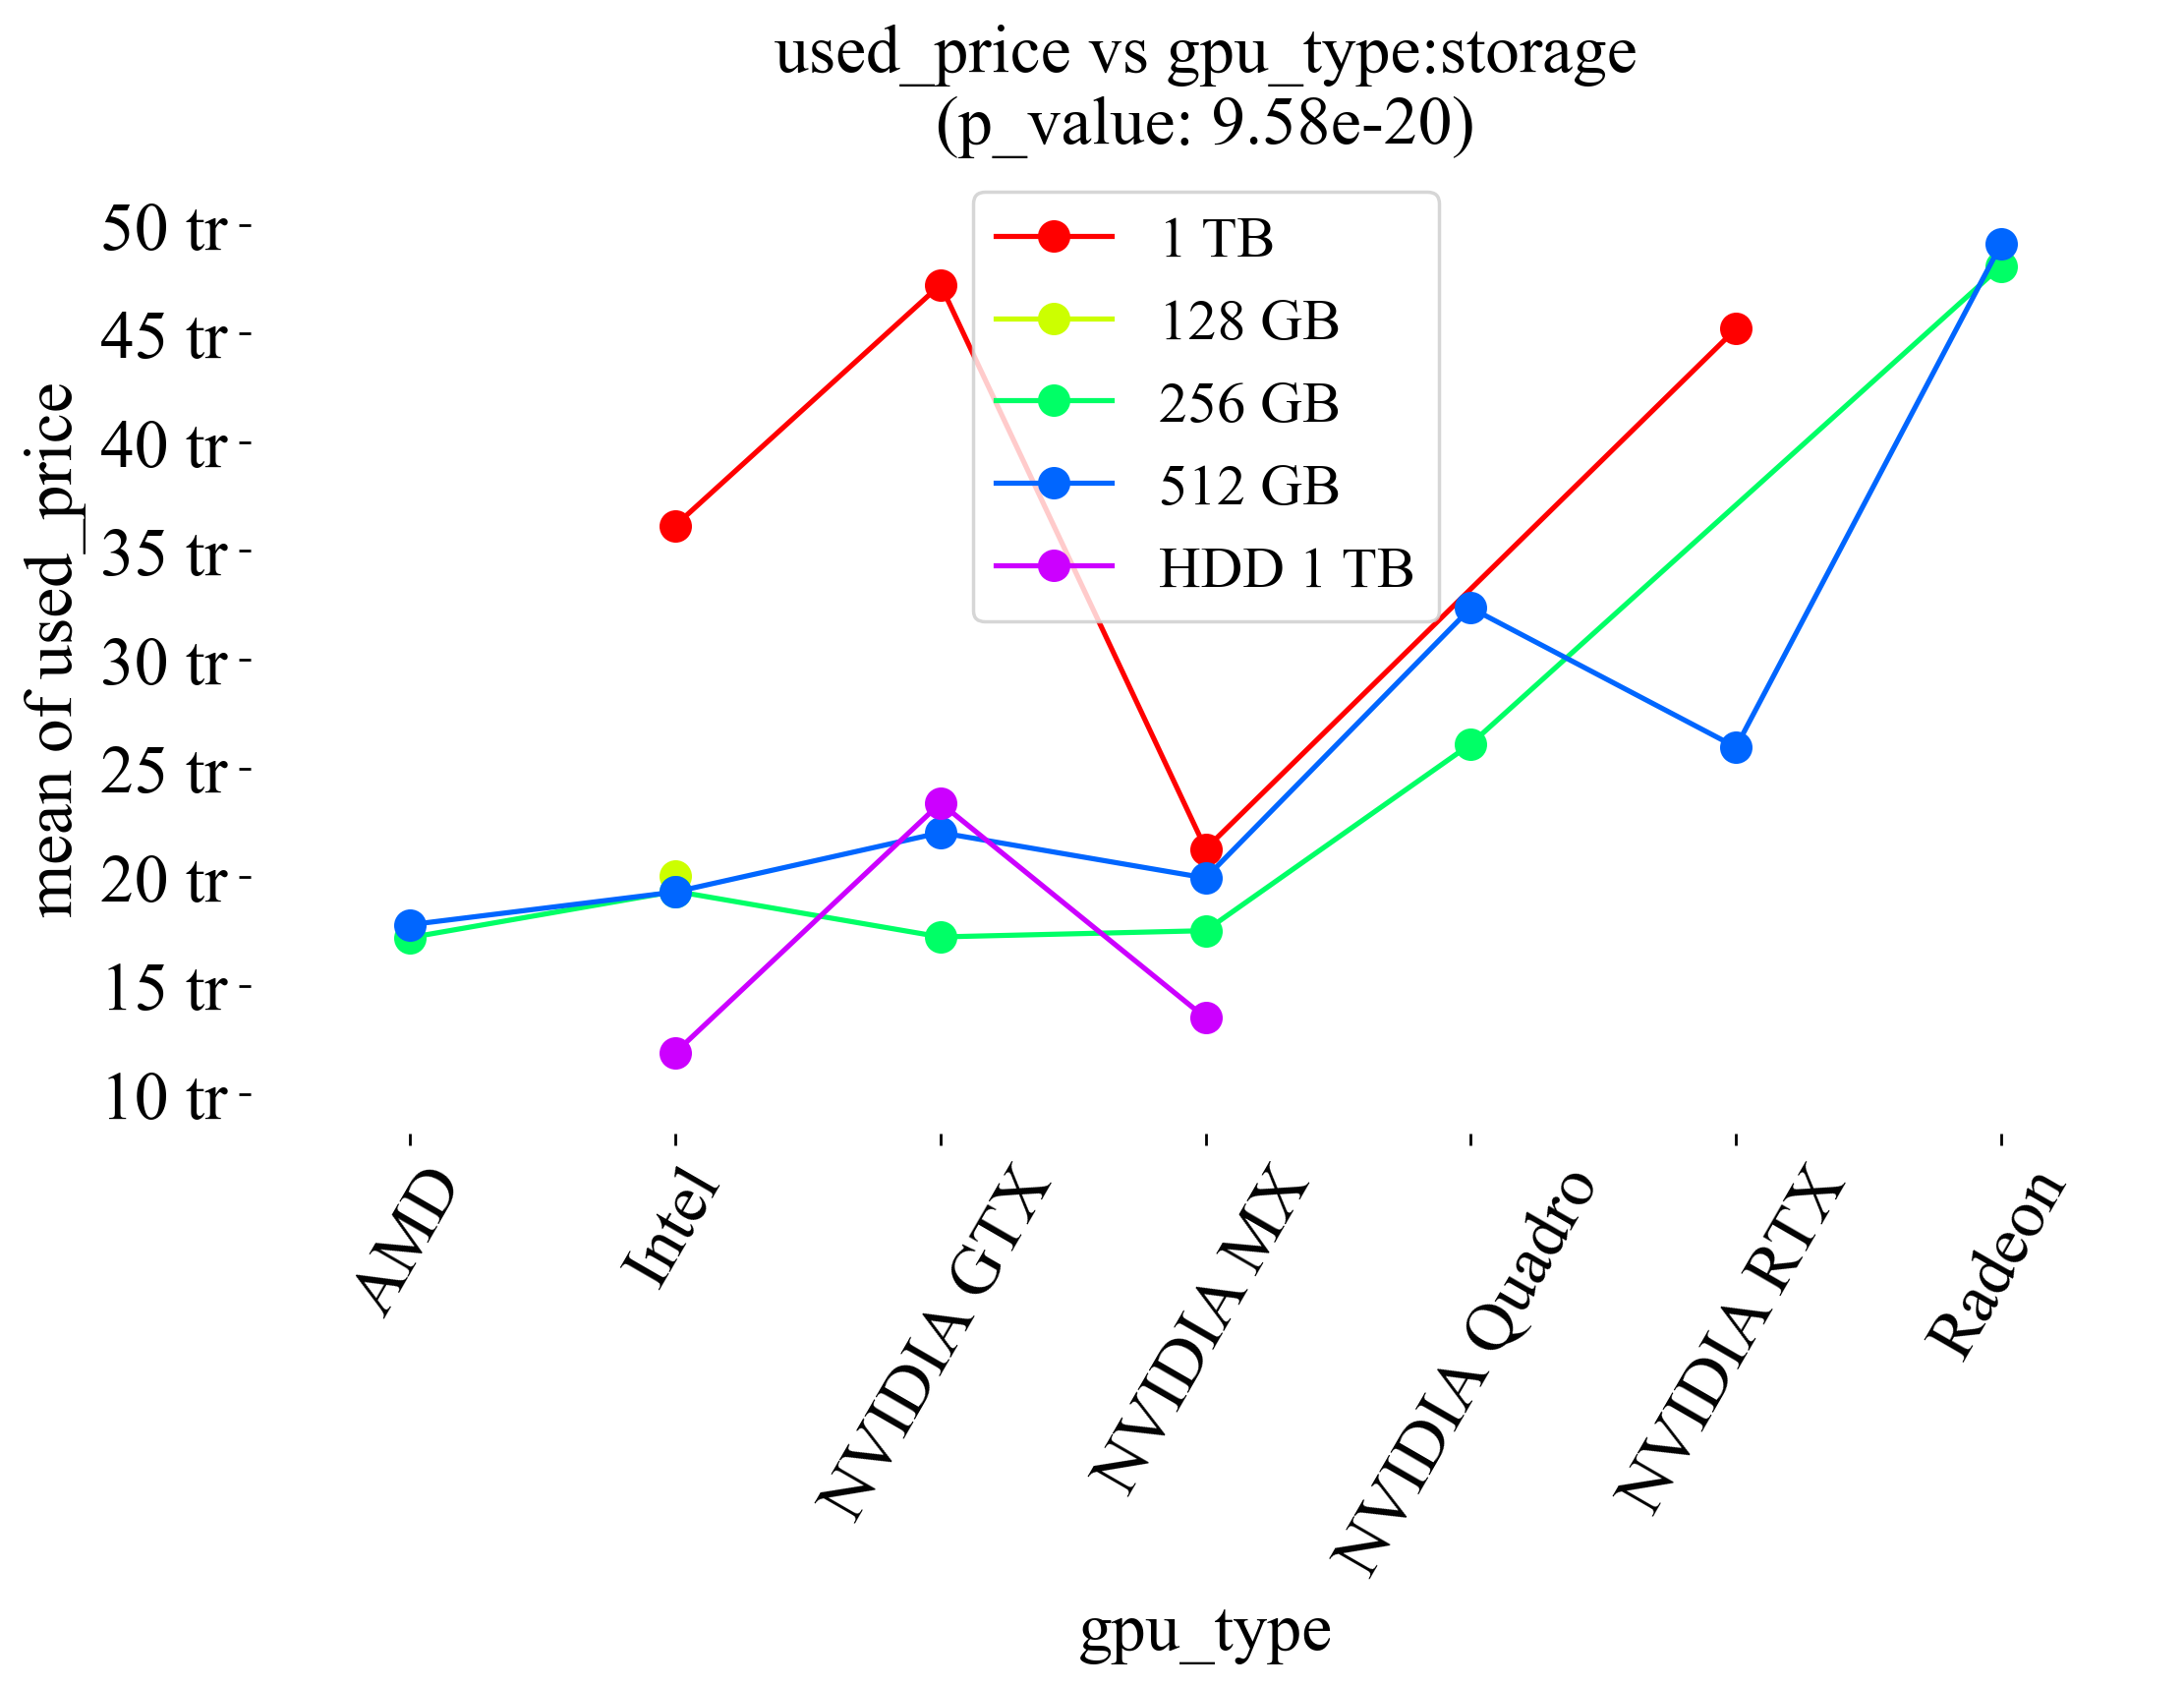 used_price vs gpu_type:storage
(p_value: 9.58e-20)
mean of used_price
50 tr
45 tr
40 tr
35 tr
30 tr
25 tr
20 tr
15 tr
10 tr
1 TB
128 GB
256 GB
512 GB
HDD 1 TB
AMD
Intel
NVIDIA GTX
NVIDIA MX
NVIDIA Quadro
NVIDIA RTX
Radeon
gpu_type